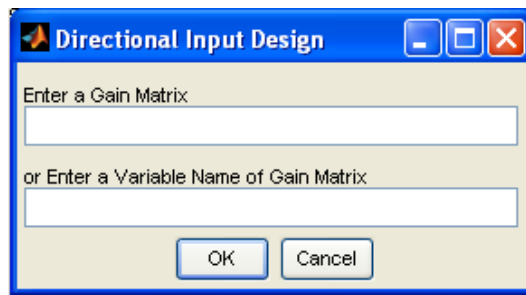 Directional Input Design
Enter a Gain Matrix
or Enter a Variable Name of Gain Matrix
OK Cancel